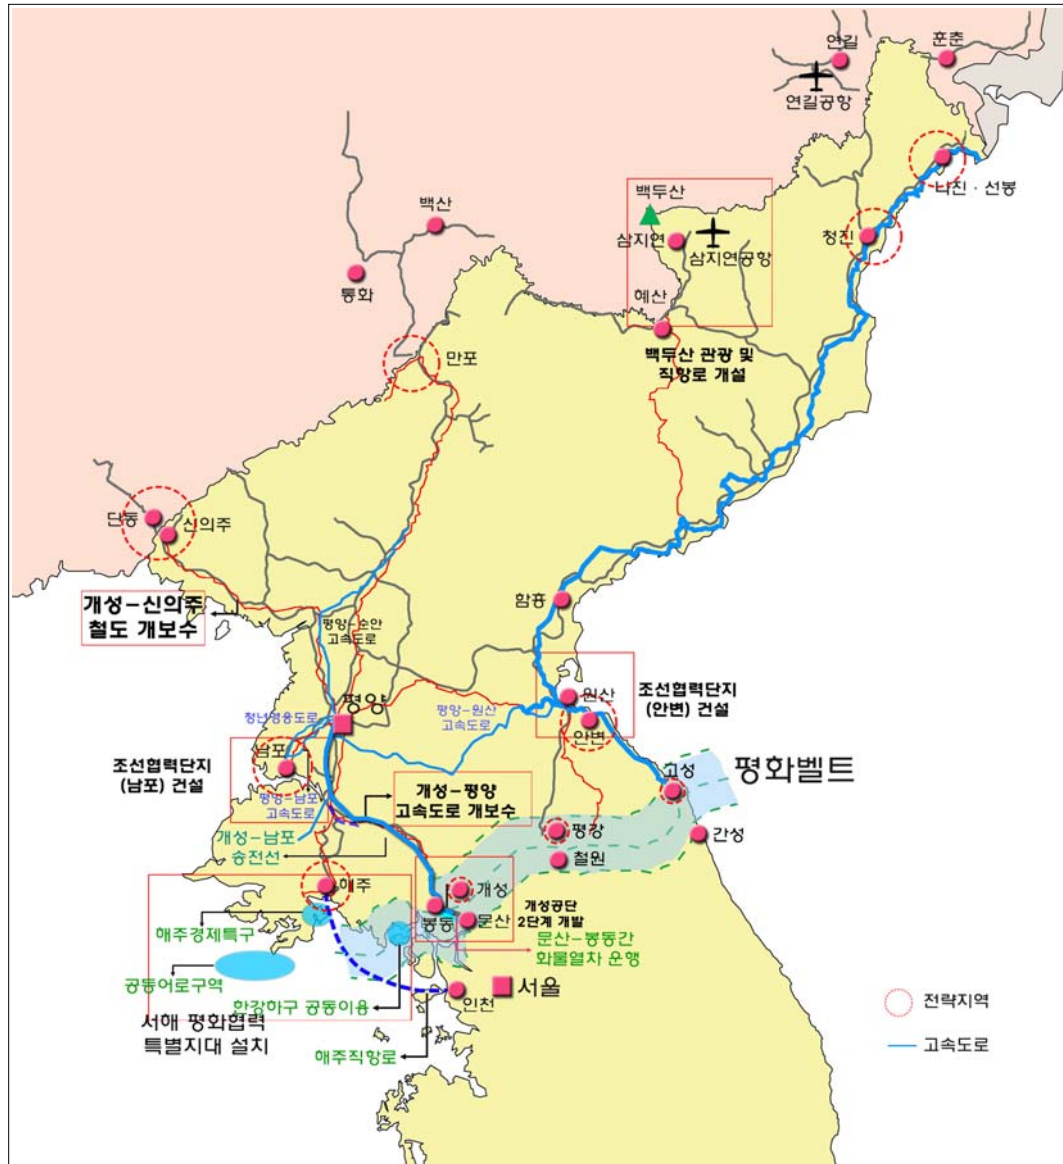 연길
훈춘
연길공항
나진 · 선봉
백두산
백산
청진
삼지연
삼지연공항
통화
혜산
만포
백두산 관광 및
직항로 개설
단동
신의주
함흥
개성-신의주
철도 개보수
평양-순안
고속도로
평양
원산
조선협력단지
(안변) 건설
청년영웅도로
평양-원산
고속도로
안변
남포
조선협력단지
(남포) 건설
고성
평화벨트
평양-남포
고속도로
개성-평양
고속도로 개보수
개성-남포
송전선
평강
간성
철원
해주
개성
봉동
문산
개성공단
2단계 개발
해주경제특구
문산-봉동간
화물열차 운행
공동어로구역
한강하구 공동이용
인천
서울
서해 평화협력
특별지대 설치
해주직항로
전략지역
고속도로